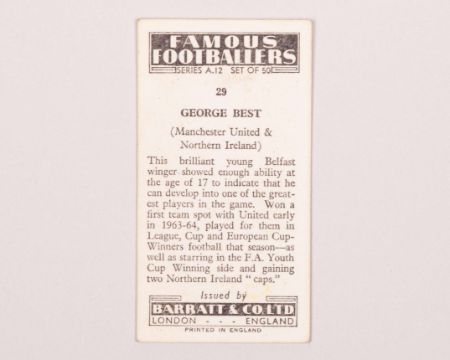 FAMOUS
FOOTBALLERS
SERIES A.12 SET OF 50
29
GEORGE BEST
(Manchester United &
Northern Ireland)
This brilliant young Belfast
winger showed enough ability at
the age of 17 to indicate that he
can develop into one of the great-
est players in the game. Won a
first team spot with United early
in 1963-64, played for them in
League, Cup and European Cup-
Winners football that season—as
well as starring in the F.A. Youth
Cup Winning side and gaining
two Northern Ireland " caps."
Issued by
BARRATT & CO. LTD
LONDON - - - ENGLAND
PRINTED IN ENGLAND